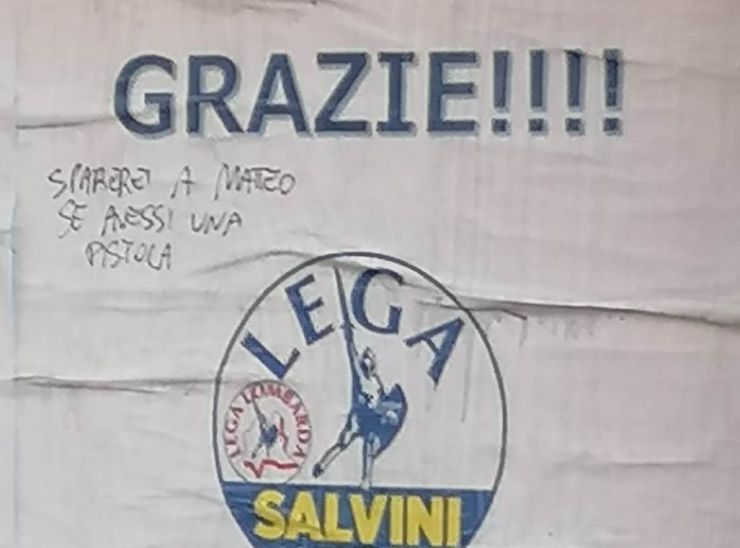 GRAZIE!!!!
SPAREREI A MATEO
SE AVESSI UNA
PISTOLA
LEGA
LEGA LOMBARDA
SALVINI